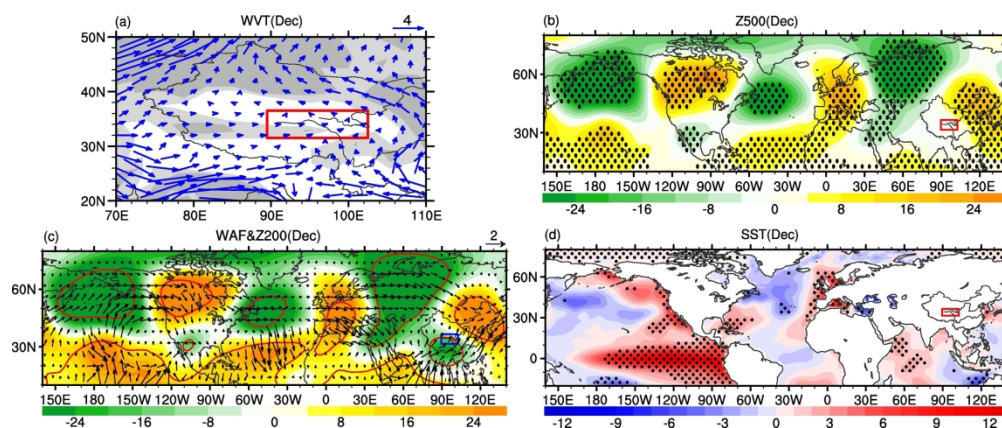 (a) WVT(Dec) 4
50N
40N
30N
20N
70E 80E 90E 100E 110E
(b) Z500(Dec)
60N
30N
150E 180 150W 120W 90W 60W 30W 0 30E 60E 90E 120E
-24 -16 -8 0 8 16 24
(c) WAF&Z200(Dec) 2
60N
30N
150E 180 150W 120W 90W 60W 30W 0 30E 60E 90E 120E
-24 -16 -8 0 8 16 24
(d) SST(Dec)
60N
30N
0
150E 180 150W 120W 90W 60W 30W 0 30E 60E 90E 120E
-12 -9 -6 -3 0 3 6 9 12